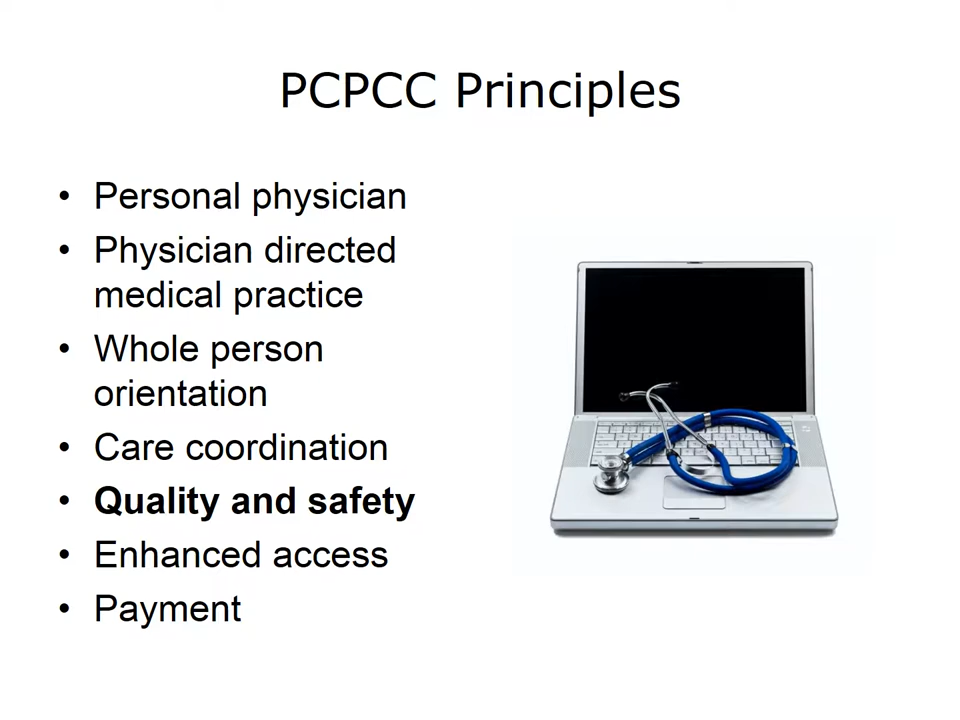 PCPCC Principles
• Personal physician
• Physician directed
medical practice
• Whole person
orientation
• Care coordination
• Quality and safety
• Enhanced access
• Payment